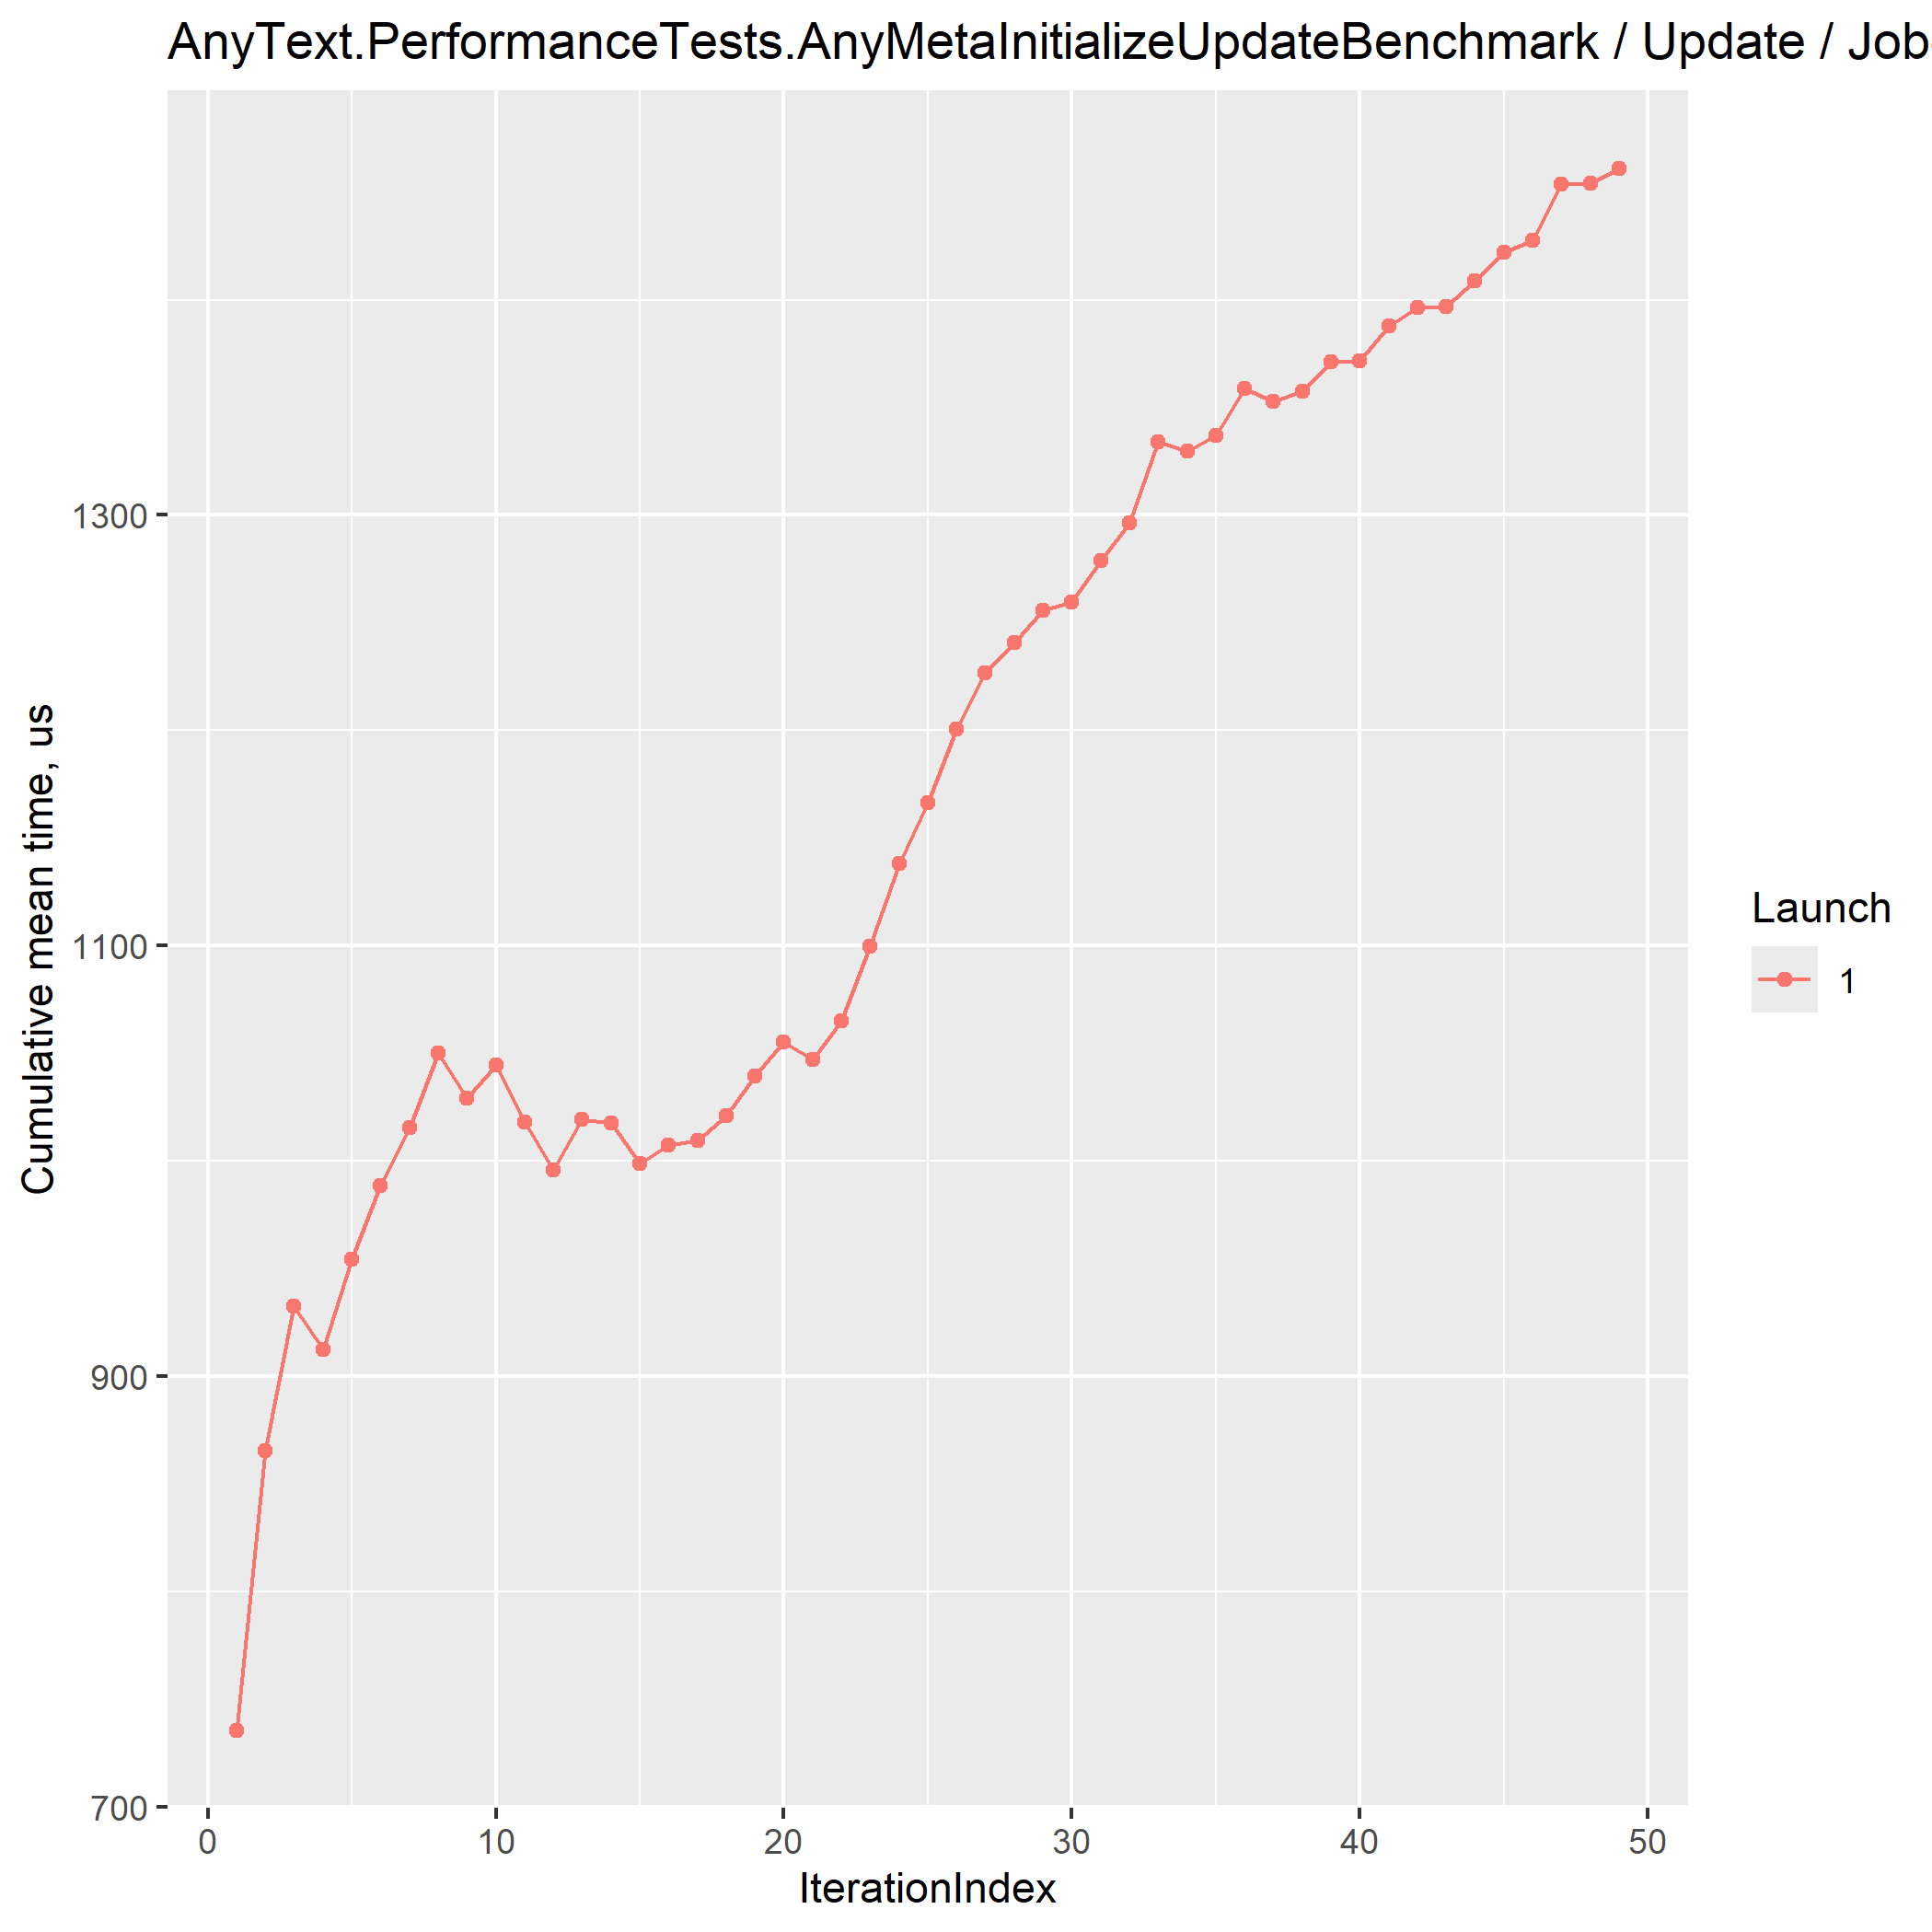 AnyText.PerformanceTests.AnyMetaInitializeUpdateBenchmark / Update / Job
Cumulative mean time, us
1300
1100
900
700
0 10 20 30 40 50
IterationIndex
Launch
1